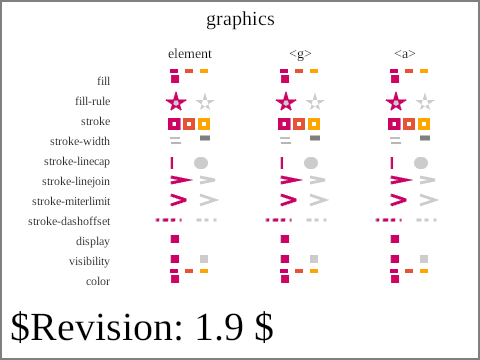 graphics
element <g> <a>
fill
fill-rule
stroke
stroke-width
stroke-linecap
stroke-linejoin
stroke-miterlimit
stroke-dashoffset
display
visibility
color
$Revision: 1.9 $